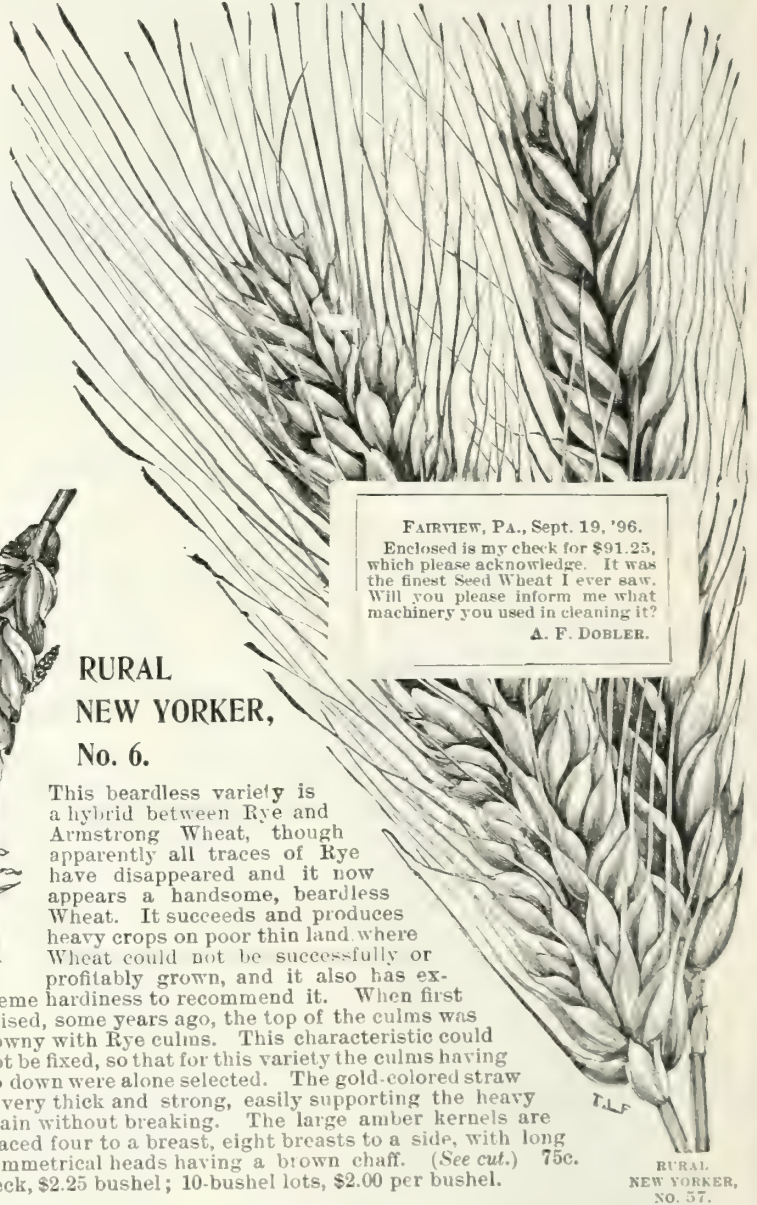 FAIRVIEW, PA., Sept. 19, '96.
Enclosed is my check for $91.25,
which please acknowledge. It was
the finest Seed Wheat I ever saw.
Will you please inform me what
machinery you used in cleaning it?
A. F. DOBLER.
RURAL
NEW YORKER,
No. 6.
This beardless variety is
a hybrid between Rye and
Armstrong Wheat, though
apparently all traces of Rye
have disappeared and it now
appears a handsome, beardless
Wheat. It succeeds and produces
heavy crops on poor thin land where
Wheat could not be successfully or
profitably grown, and it also has ex-
eme hardiness to recommend it. When first
ised, some years ago, the top of the culms was
owny with Rye culms. This characteristic could
ot be fixed, so that for this variety the culms having
o down were alone selected. The gold-colored straw
very thick and strong, easily supporting the heavy
ain without breaking. The large amber kernels are
aced four to a breast, eight breasts to a side, with long
mmetrical heads having a brown chaff. (See cut.) 75c.
eck, $2.25 bushel; 10-bushel lots, $2.00 per bushel.
T.L.F
RURAL
NEW YORKER,
NO. 57.